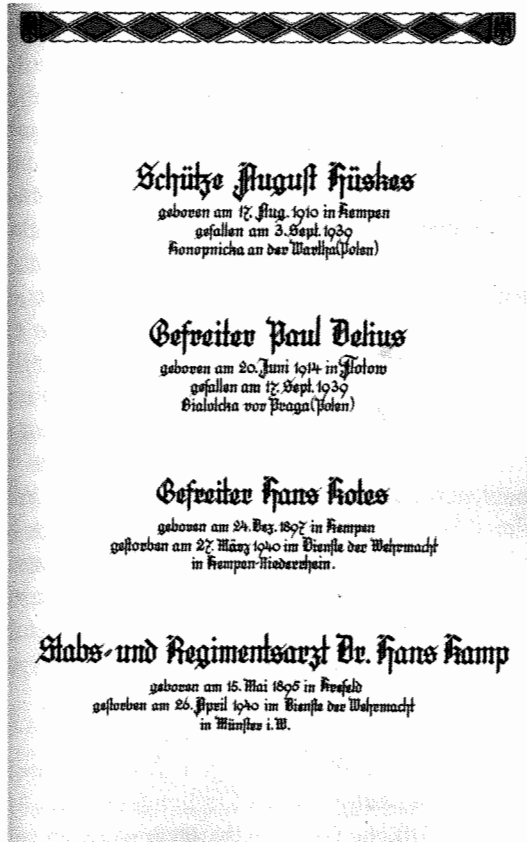 Schütze August Hüskes
geboren am 17. Aug. 1910 in Kempen
gefallen am 3. Sept. 1939
Konopnicka an der Wartha (Polen)
Gefreiter Paul Delius
geboren am 20. Juni 1914 in Flotow
gefallen am 17. Sept. 1939
Bialolcka vor Praga (Polen)
Gefreiter Hans Kotes
geboren am 24. Dez. 1897 in Kempen
gestorben am 27. März 1940 im Dienste der Wehrmacht
in Kempen-Niederrhein.
Stabs- und Regimentsarzt Dr. Hans Kamp
geboren am 15. Mai 1895 in Krefeld
gestorben am 26. April 1940 im Dienste der Wehrmacht
in Münster i. W.